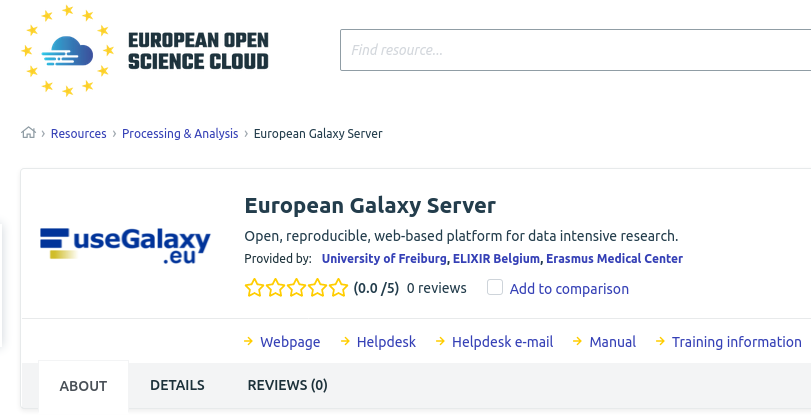 EUROPEAN OPEN
SCIENCE CLOUD
Find resource...
Resources › Processing & Analysis › European Galaxy Server
useGalaxy
.eu
European Galaxy Server
Open, reproducible, web-based platform for data intensive research.
Provided by: University of Freiburg, ELIXIR Belgium, Erasmus Medical Center
(0.0 /5) 0 reviews Add to comparison
→ Webpage → Helpdesk → Helpdesk e-mail → Manual → Training information
ABOUT DETAILS REVIEWS (0)